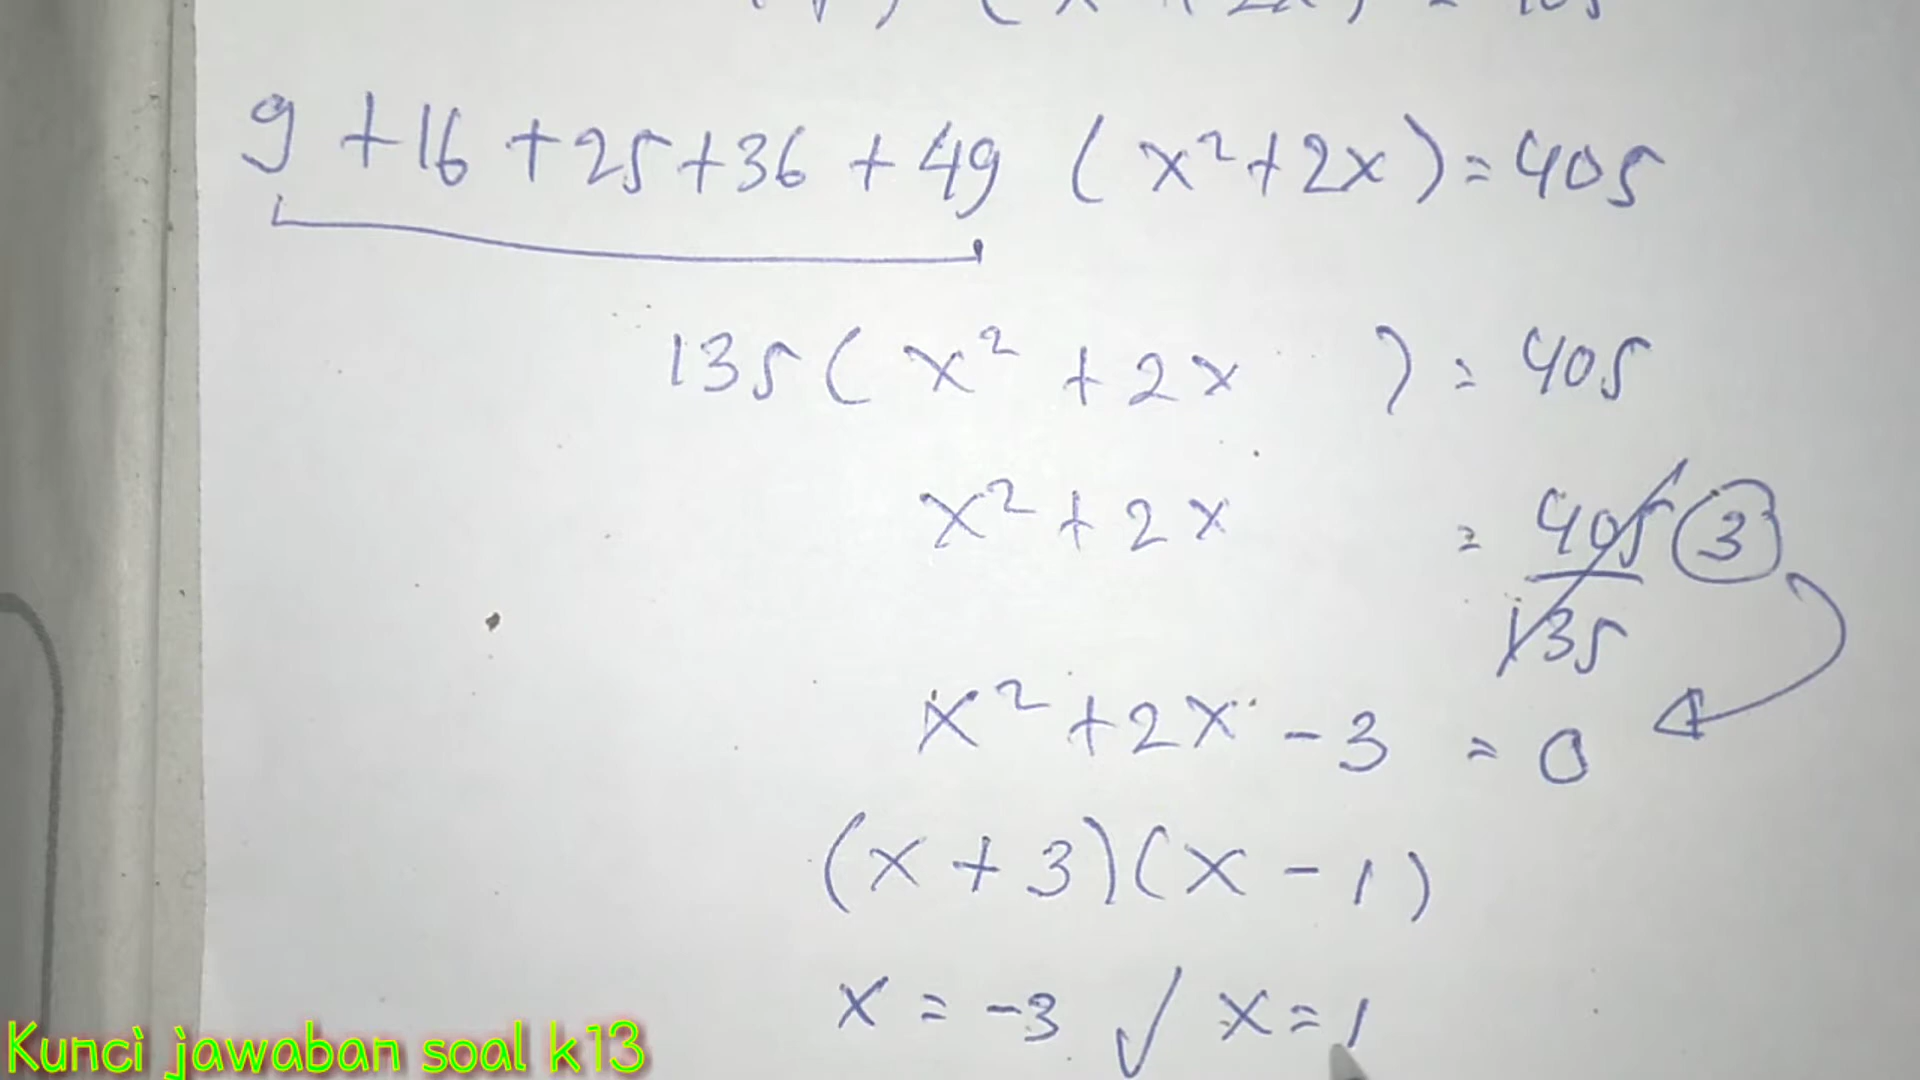 9 + 16 + 25 + 36 + 49 ( x² + 2x ) = 405
135 ( x² + 2x ) = 405
x² + 2x = 405 3
135
x² + 2x - 3 = 0
(x + 3)(x - 1)
x = -3 √ x = 1
Kunci jawaban soal k13